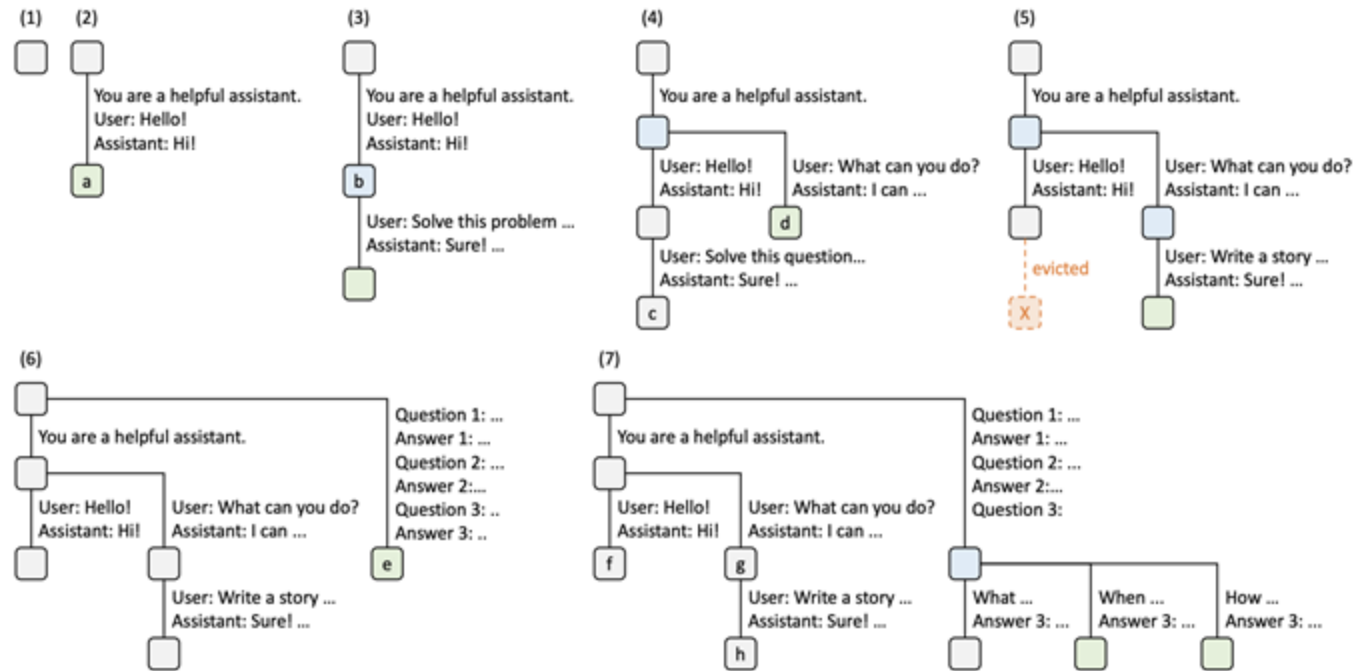 (1)
(2)
You are a helpful assistant.
User: Hello!
Assistant: Hi!
a
(3)
You are a helpful assistant.
User: Hello!
Assistant: Hi!
b
User: Solve this problem ...
Assistant: Sure! ...
(4)
You are a helpful assistant.
User: Hello!
Assistant: Hi!
User: What can you do?
Assistant: I can ...
d
User: Solve this question...
Assistant: Sure! ...
c
(5)
You are a helpful assistant.
User: Hello!
Assistant: Hi!
User: What can you do?
Assistant: I can ...
evicted
X
User: Write a story ...
Assistant: Sure! ...
(6)
You are a helpful assistant.
User: Hello!
Assistant: Hi!
User: What can you do?
Assistant: I can ...
User: Write a story ...
Assistant: Sure! ...
Question 1: ...
Answer 1: ...
Question 2: ...
Answer 2:...
Question 3: ..
Answer 3: ..
e
(7)
You are a helpful assistant.
User: Hello!
Assistant: Hi!
f
User: What can you do?
Assistant: I can ...
g
User: Write a story ...
Assistant: Sure! ...
h
Question 1: ...
Answer 1: ...
Question 2: ...
Answer 2:...
Question 3:
What ...
Answer 3: ...
When ...
Answer 3: ...
How ...
Answer 3: ...